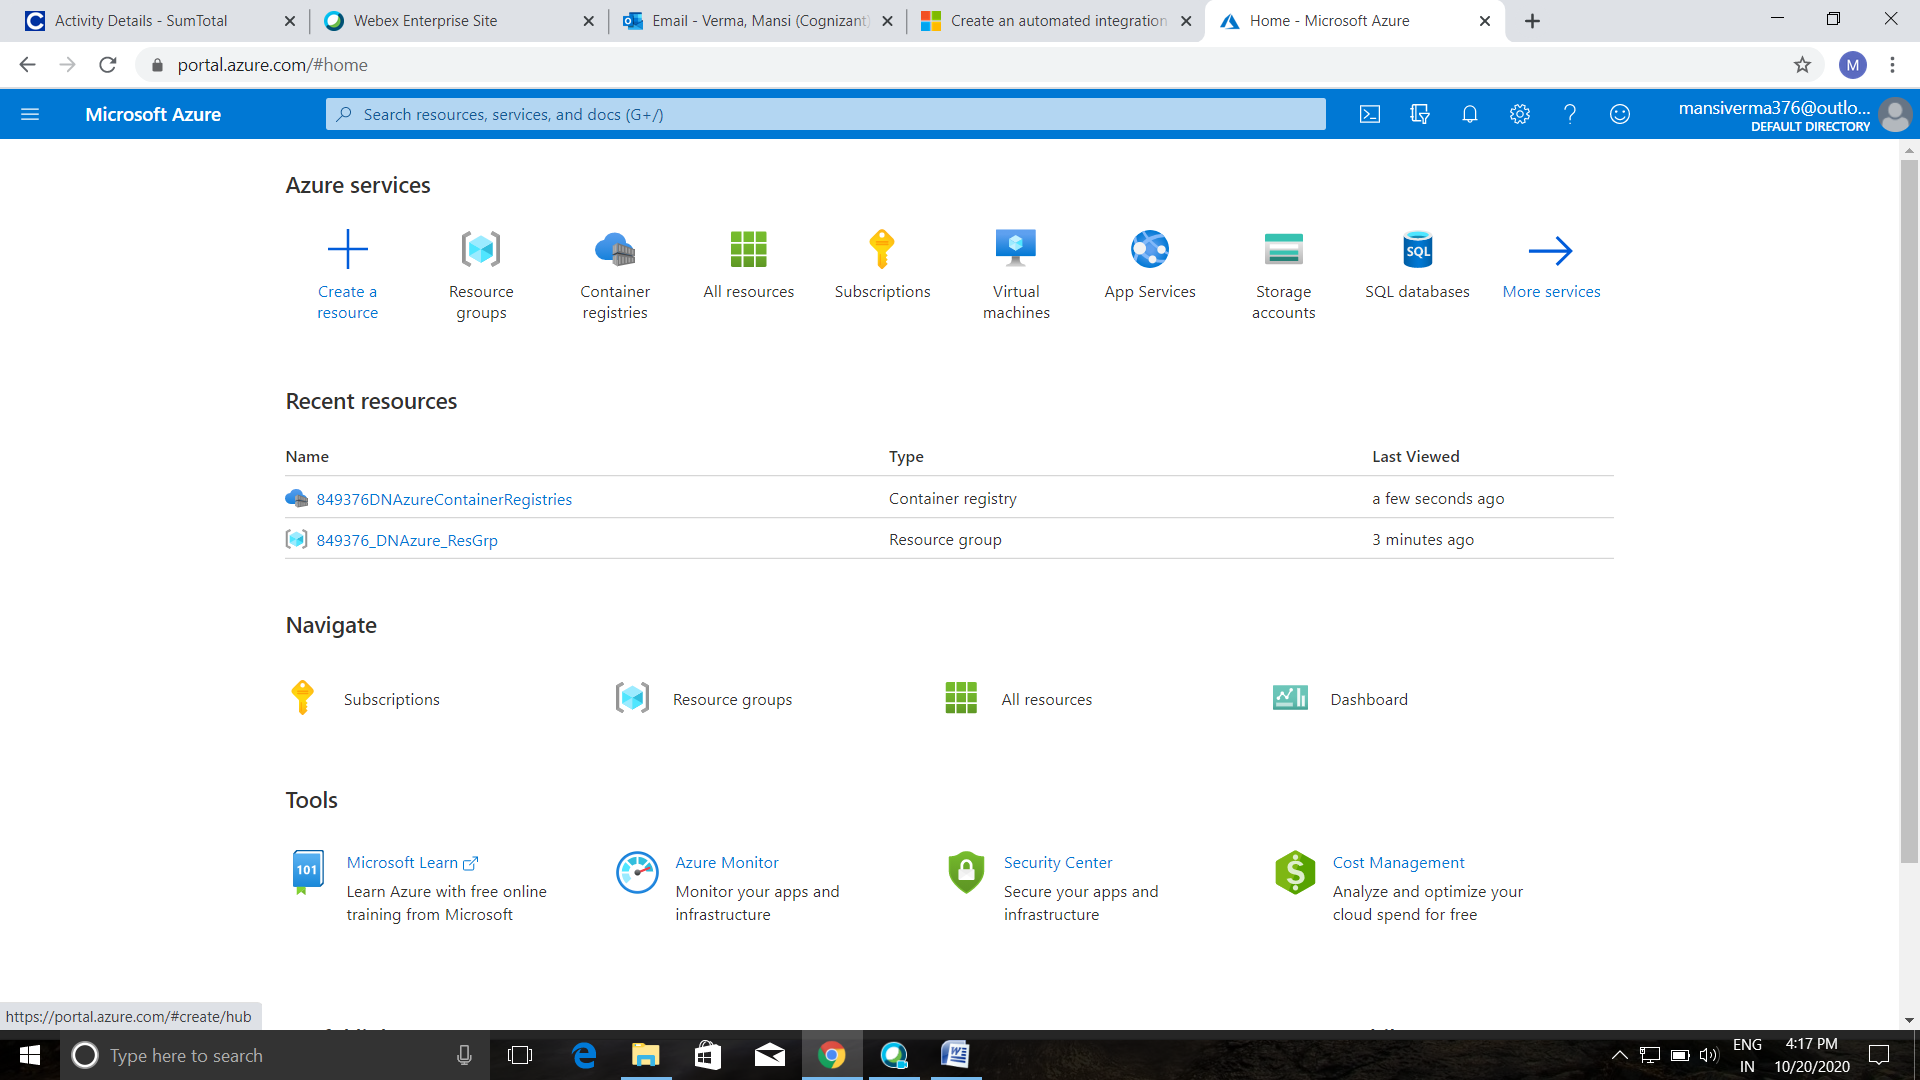 Activity Details - SumTotal
Webex Enterprise Site
Email - Verma, Mansi (Cognizant)
Create an automated integration
Home - Microsoft Azure
portal.azure.com/#home
M
Microsoft Azure
Search resources, services, and docs (G+/)
mansiverma376@outlo...
DEFAULT DIRECTORY
Azure services
Create a resource
Resource groups
Container registries
All resources
Subscriptions
Virtual machines
App Services
Storage accounts
SQL
SQL databases
More services
Recent resources
Name Type Last Viewed
849376DNAzureContainerRegistries Container registry a few seconds ago
849376_DNAzure_ResGrp Resource group 3 minutes ago
Navigate
Subscriptions
Resource groups
All resources
Dashboard
Tools
101
Microsoft Learn
Learn Azure with free online
training from Microsoft
Azure Monitor
Monitor your apps and
infrastructure
Security Center
Secure your apps and
infrastructure
Cost Management
Analyze and optimize your
cloud spend for free
https://portal.azure.com/#create/hub
Type here to search
ENG
IN
4:17 PM
10/20/2020